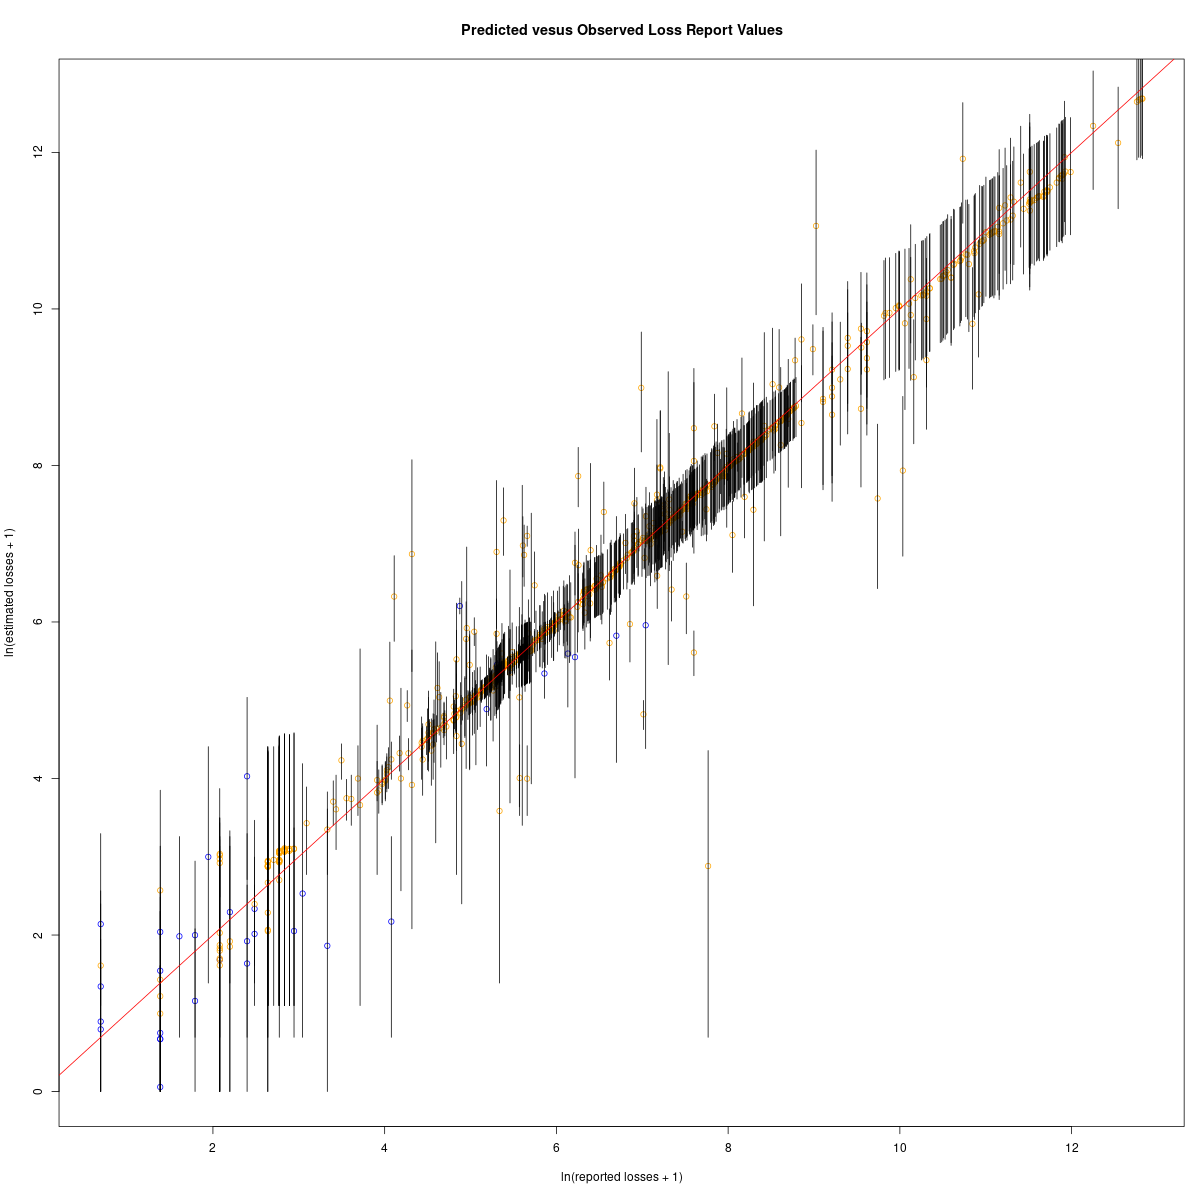 Predicted vesus Observed Loss Report Values
12
10
8
6
4
2
0
ln(estimated losses + 1)
2 4 6 8 10 12
ln(reported losses + 1)